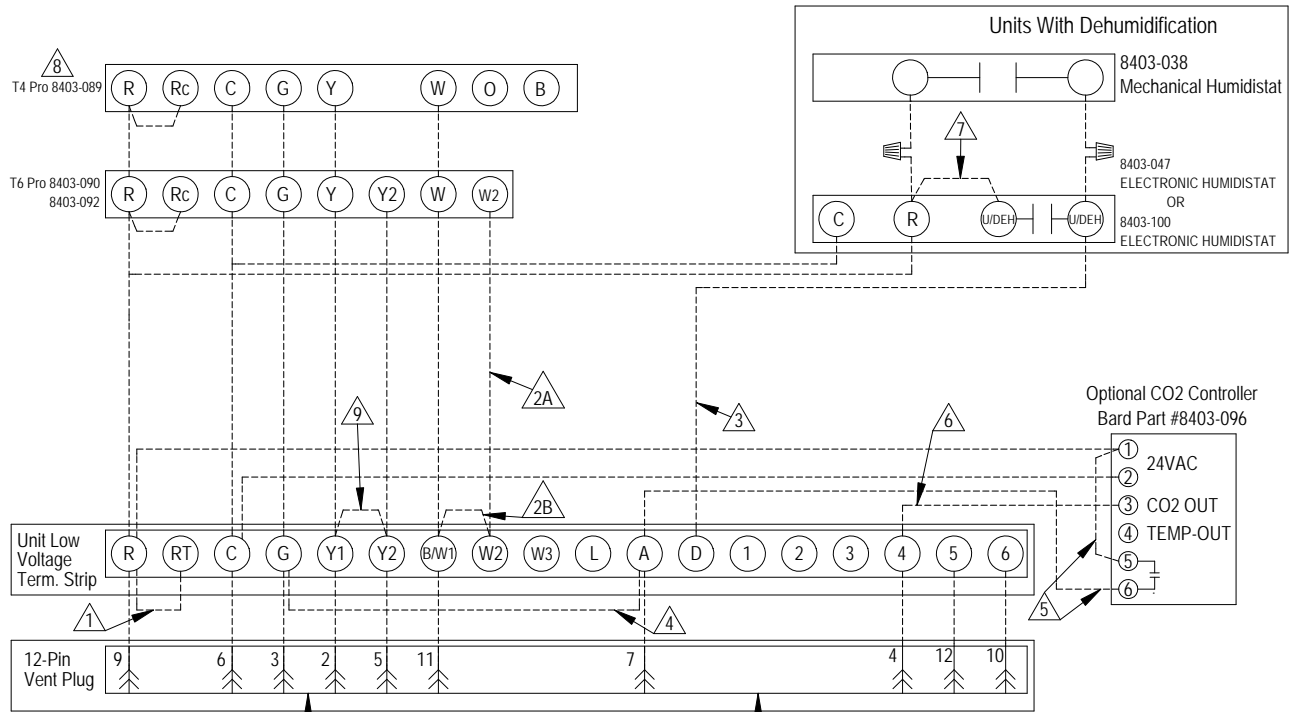 Units With Dehumidification
8403-038
Mechanical Humidistat
8
T4 Pro 8403-089
R Rc C G Y W O B
7
T6 Pro 8403-090
8403-092
R Rc C G Y Y2 W W2
8403-047
ELECTRONIC HUMIDISTAT
OR
8403-100
ELECTRONIC HUMIDISTAT
C R U/DEH U/DEH
2A
9
3
6
Optional CO2 Controller
Bard Part #8403-096
1
24VAC
2
3 CO2 OUT
4 TEMP-OUT
5
6
2B
Unit Low
Voltage
Term. Strip
R RT C G Y1 Y2 B/W1 W2 W3 L A D 1 2 3 4 5 6
1
4
5
12-Pin
Vent Plug
9 6 3 2 5 11 7 4 12 10